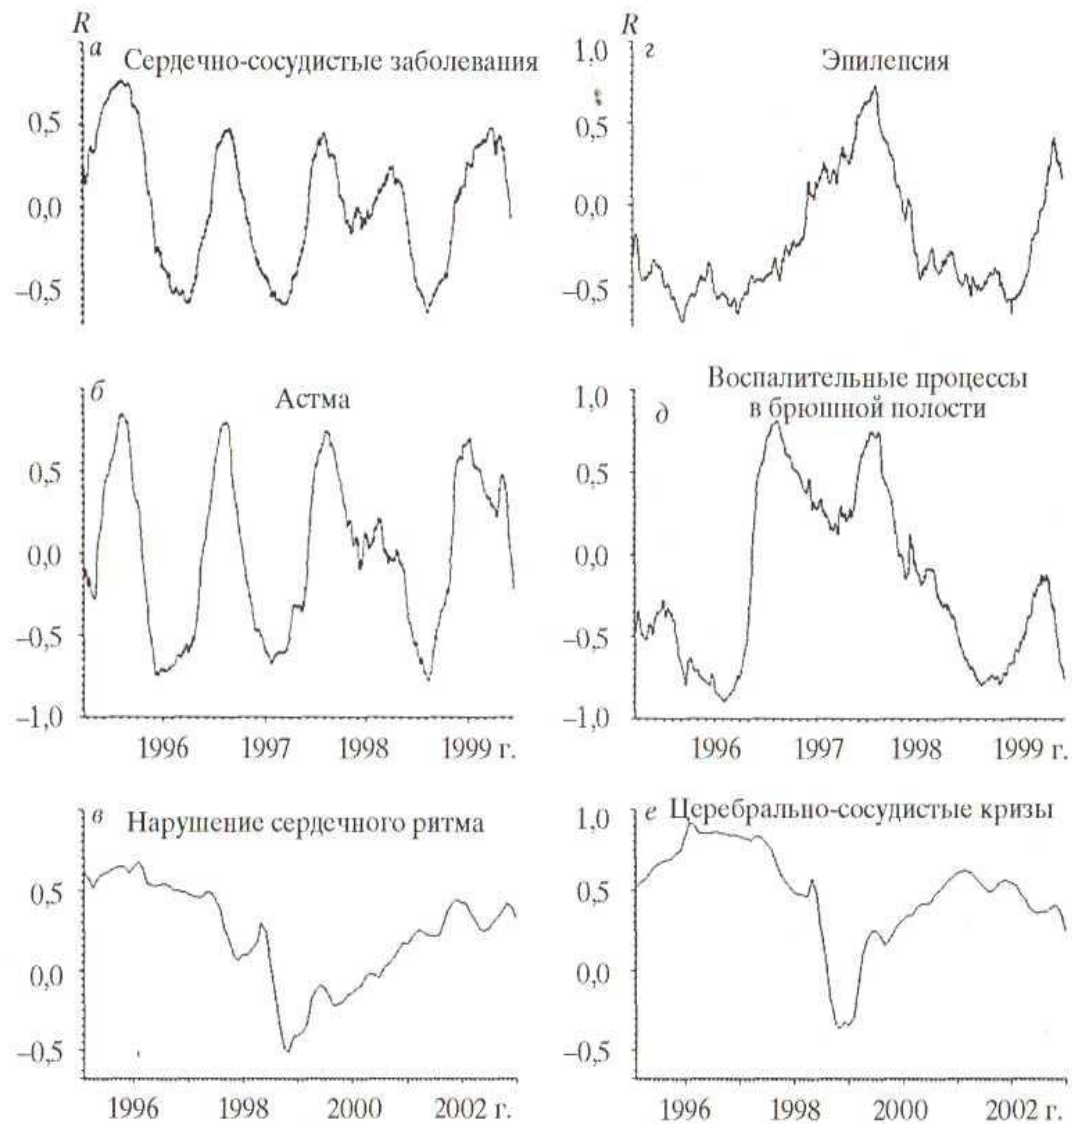 R
а
Сердечно-сосудистые заболевания
0,5
0,0
–0,5
R
1,0
г
Эпилепсия
0,5
0,0
–0,5
б
Астма
0,5
0,0
–0,5
–1,0
1996 1997 1998 1999 г.
1,0
д
Воспалительные процессы
в брюшной полости
0,5
0,0
–0,5
–1,0
1996 1997 1998 1999 г.
в
Нарушение сердечного ритма
0,5
0,0
–0,5
1996 1998 2000 2002 г.
1,0
е
Церебрально-сосудистые кризы
0,5
0,0
–0,5
1996 1998 2000 2002 г.